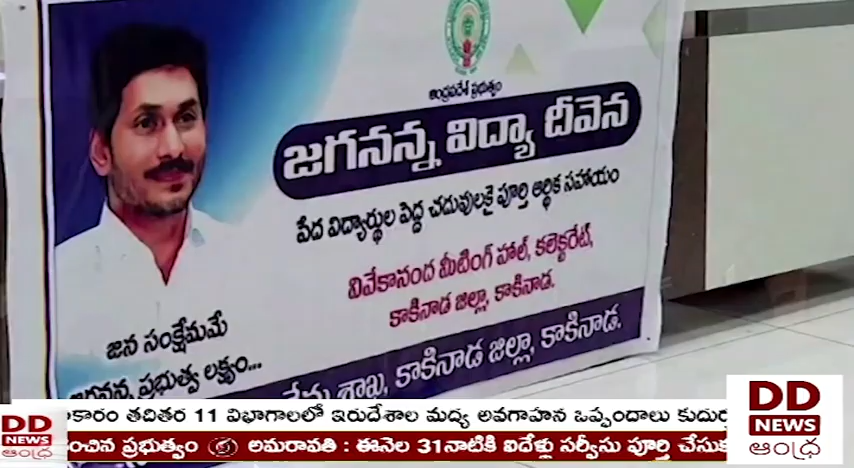 ఆంధ్రప్రదేశ్ ప్రభుత్వం
జగనన్న విద్యా దీవెన
పేద విద్యార్థుల పెద్ద చదువులకై పూర్తి ఆర్థిక సహాయం
వివేకానంద మీటింగ్ హాల్, కలెక్టరేట్,
కాకినాడ జిల్లా, కాకినాడ.
జన సంక్షేమమే
జగనన్న ప్రభుత్వ లక్ష్యం...
శాఖ, కాకినాడ జిల్లా, కాకినాడ.
DD
NEWS
ఆంధ్ర
తదితర 11 విభాగాలలో ఇరుదేశాల మధ్య అవగాహన ఒప్పందాలు
ప్రభుత్వం అమరావతి : ఈనెల 31నాటికి ఐదేళ్లు సర్వీసు పూర్తి
DD
NEWS
ఆంధ్ర